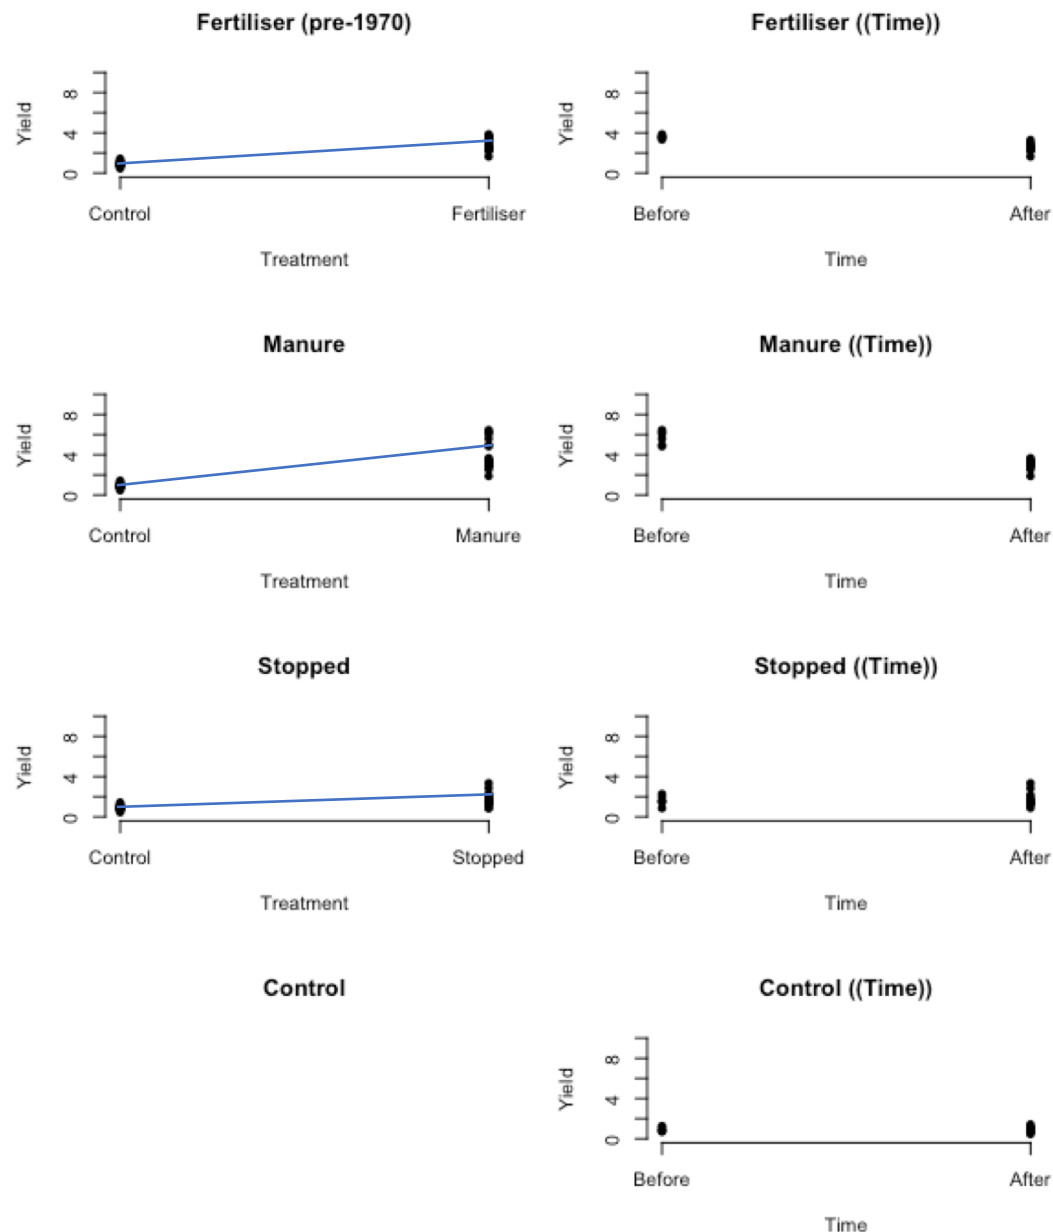 Fertiliser (pre-1970)
Yield
8
4
0
Control
Fertiliser
Treatment
Fertiliser ((Time))
Yield
8
4
0
Before
After
Time
Manure
Yield
8
4
0
Control
Manure
Treatment
Manure ((Time))
Yield
8
4
0
Before
After
Time
Stopped
Yield
8
4
0
Control
Stopped
Treatment
Stopped ((Time))
Yield
8
4
0
Before
After
Time
Control
Control ((Time))
Yield
8
4
0
Before
After
Time